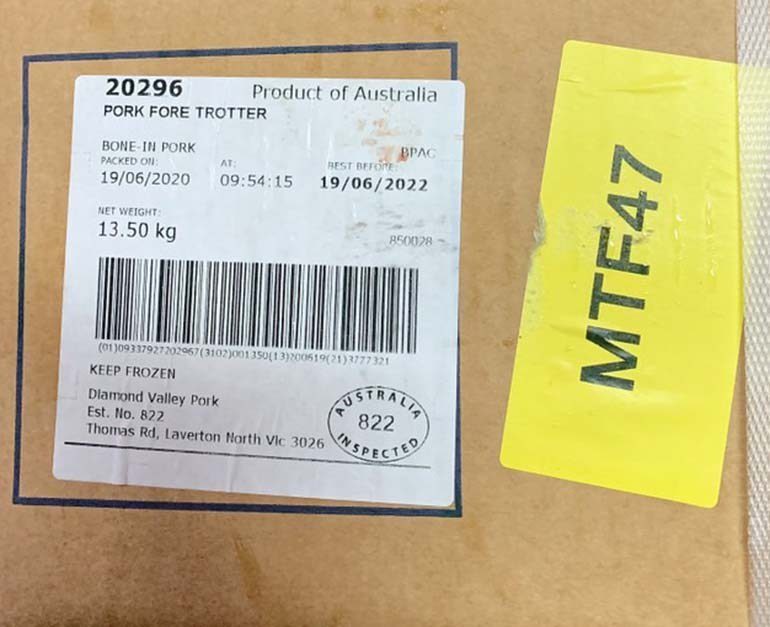 20296 Product of Australia
PORK FORE TROTTER
BONE-IN PORK BPAC
PACKED ON: AT: BEST BEFORE:
19/06/2020 09:54:15 19/06/2022
NET WEIGHT:
13.50 kg
850028
(01)09337927202967(3102)001350(13)200619(21)3777321
KEEP FROZEN
Diamond Valley Pork
Est. No. 822
Thomas Rd, Laverton North Vic 3026
AUSTRALIA
822
INSPECTED
MTF47